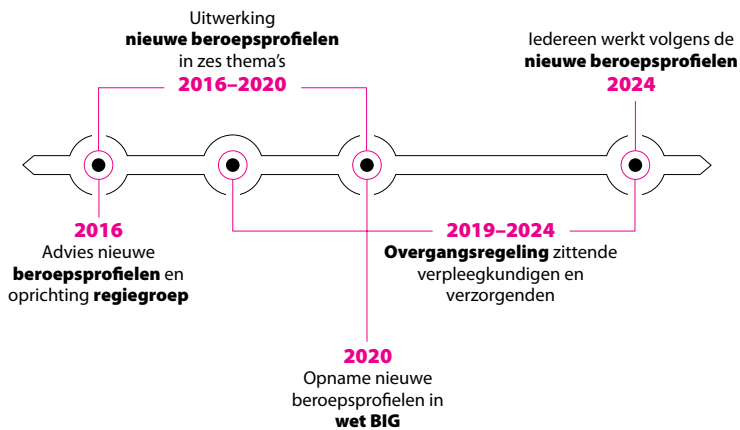 Uitwerking
nieuwe beroepsprofielen
in zes thema's
2016–2020
Iedereen werkt volgens de
nieuwe beroepsprofielen
2024
2016
Advies nieuwe
beroepsprofielen en
oprichting regiegroep
2019–2024
Overgangsregeling zittende
verpleegkundigen en
verzorgenden
2020
Opname nieuwe
beroepsprofielen in
wet BIG